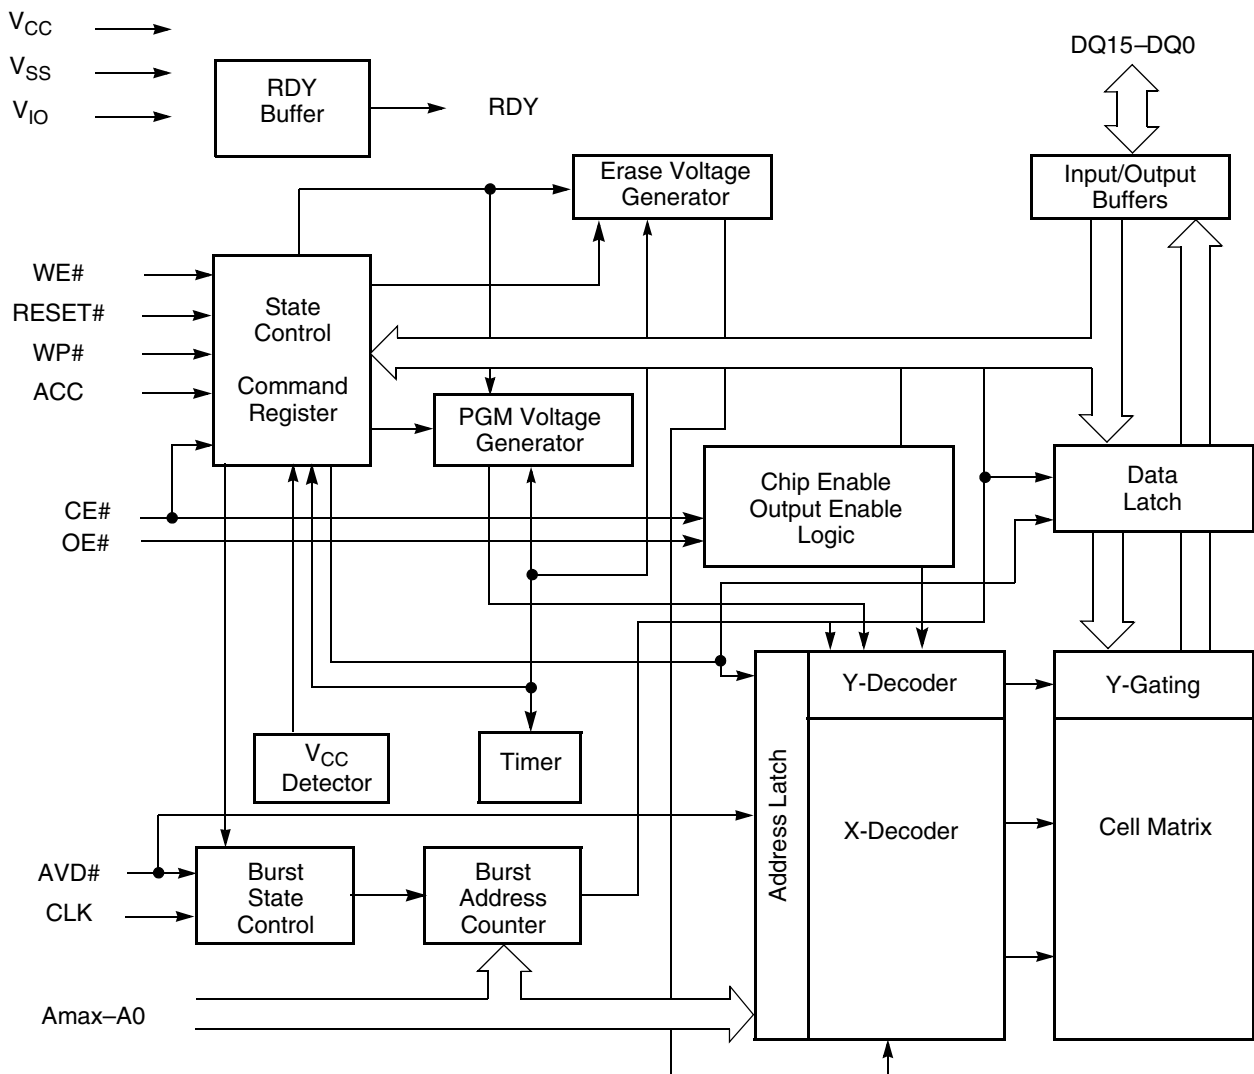 VCC
VSS
VIO
RDY
Buffer
RDY
DQ15–DQ0
Erase Voltage
Generator
Input/Output
Buffers
WE#
RESET#
WP#
ACC
State
Control
Command
Register
PGM Voltage
Generator
CE#
OE#
Chip Enable
Output Enable
Logic
Data
Latch
VCC
Detector
Timer
Address Latch
Y-Decoder
Y-Gating
X-Decoder
Cell Matrix
AVD#
CLK
Burst
State
Control
Burst
Address
Counter
Amax–A0